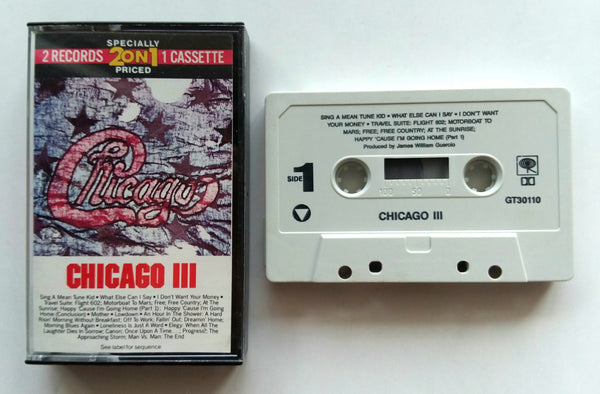 SPECIALLY
2 RECORDS 2 ON 1 1 CASSETTE
PRICED
Chicago
CHICAGO III
Sing A Mean Tune Kid • What Else Can I Say • I Don't Want Your Money •
Travel Suite: Flight 602; Motorboat To Mars; Free; Free Country; At The
Sunrise; Happy 'Cause I'm Going Home (Part 1); Happy 'Cause I'm Going
Home (Conclusion) • Mother • Lowdown • An Hour In The Shower: A Hard
Risin' Morning Without Breakfast; Off To Work; Fallin' Out; Dreamin' Home;
Morning Blues Again • Loneliness Is Just A Word • Elegy: When All The
Laughter Dies In Sorrow; Canon; Once Upon A Time. . .; Progress?; The
Approaching Storm; Man Vs. Man: The End
See label for sequence
SING A MEAN TUNE KID • WHAT ELSE CAN I SAY • I DON'T WANT
YOUR MONEY • TRAVEL SUITE: FLIGHT 602; MOTORBOAT TO
MARS; FREE; FREE COUNTRY; AT THE SUNRISE;
HAPPY 'CAUSE I'M GOING HOME (Part 1)
Produced by James William Guercio
SIDE 1
100 50 0
GT30110
CHICAGO III